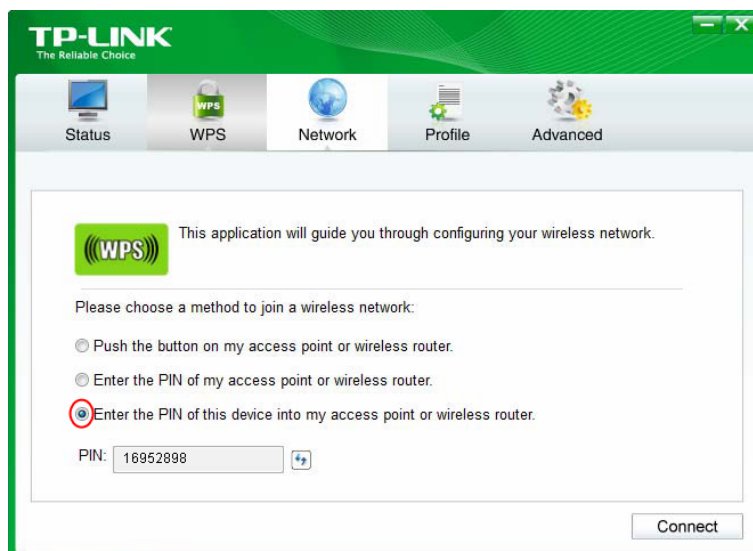 TP-LINK
The Reliable Choice
Status WPS Network Profile Advanced
WPS
(((WPS)))
This application will guide you through configuring your wireless network.
Please choose a method to join a wireless network:
Push the button on my access point or wireless router.
Enter the PIN of my access point or wireless router.
Enter the PIN of this device into my access point or wireless router.
PIN: 16952898
Connect